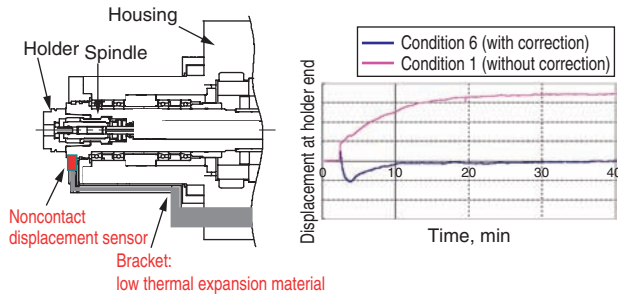 Housing
Holder
Spindle
Noncontact
displacement sensor
Bracket:
low thermal expansion material
Condition 6 (with correction)
Condition 1 (without correction)
Displacement at holder end
0 10 20 30 40
Time, min